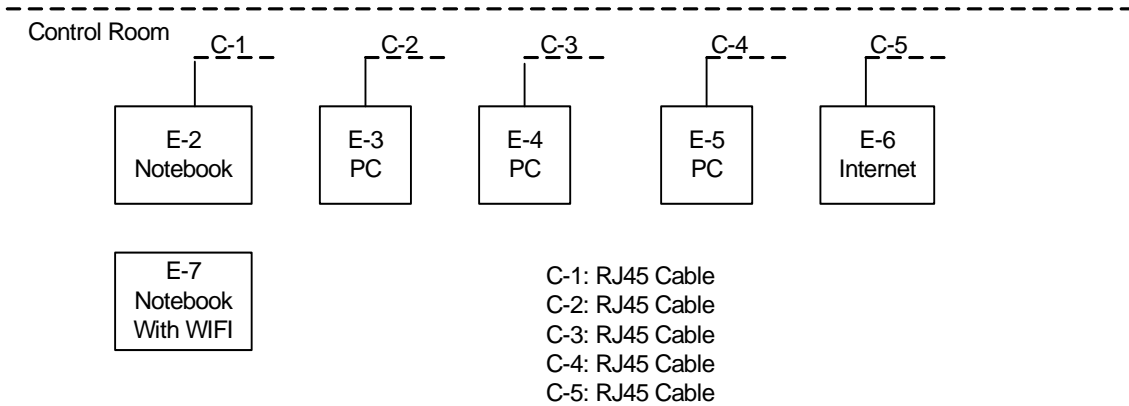 Control Room
C-1
C-2
C-3
C-4
C-5
E-2
Notebook
E-3
PC
E-4
PC
E-5
PC
E-6
Internet
E-7
Notebook
With WIFI
C-1: RJ45 Cable
C-2: RJ45 Cable
C-3: RJ45 Cable
C-4: RJ45 Cable
C-5: RJ45 Cable